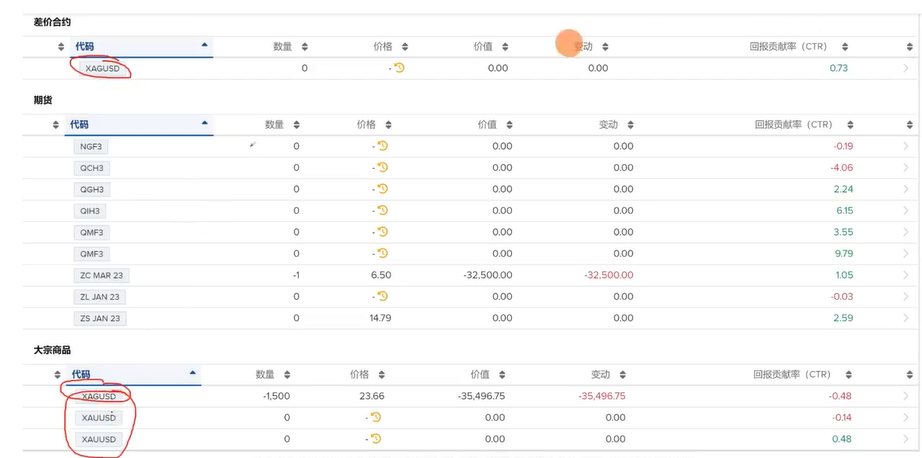 差价合约
代码 数量 价格 价值 变动 回报贡献率（CTR）
XAGUSD 0 - 0.00 0.00 0.73
期货
代码 数量 价格 价值 变动 回报贡献率（CTR）
NGF3 0 - 0.00 0.00 -0.19
QCH3 0 - 0.00 0.00 -4.06
QGH3 0 - 0.00 0.00 2.24
QIH3 0 - 0.00 0.00 6.15
QMF3 0 - 0.00 0.00 3.55
QMF3 0 - 0.00 0.00 9.79
ZC MAR 23 -1 6.50 -32,500.00 -32,500.00 1.05
ZL JAN 23 0 - 0.00 0.00 -0.03
ZS JAN 23 0 14.79 0.00 0.00 2.59
大宗商品
代码 数量 价格 价值 变动 回报贡献率（CTR）
XAGUSD -1,500 23.66 -35,496.75 -35,496.75 -0.48
XAUUSD 0 - 0.00 0.00 -0.14
XAUUSD 0 - 0.00 0.00 0.48